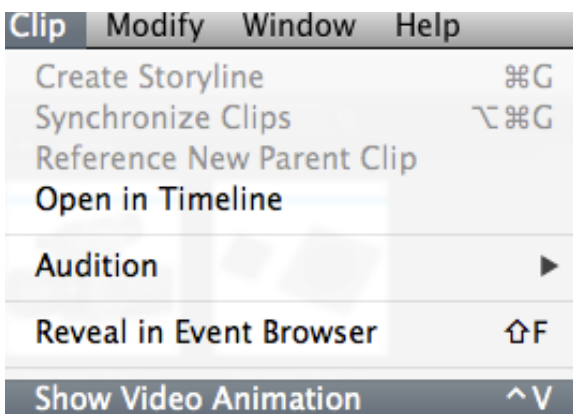 Clip Modify Window Help
Create Storyline ⌘G
Synchronize Clips ⌥⌘G
Reference New Parent Clip
Open in Timeline
Audition ▶
Reveal in Event Browser ⇧F
Show Video Animation ^V